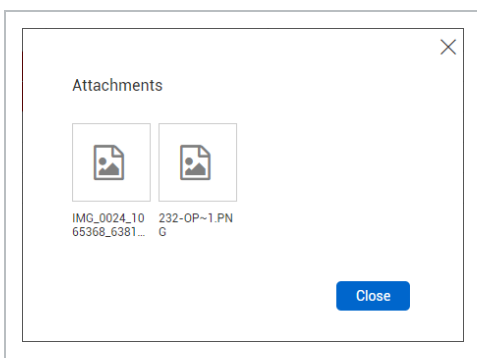 Attachments
IMG_0024_10
65368_6381...
232-OP~1.PN
G
Close